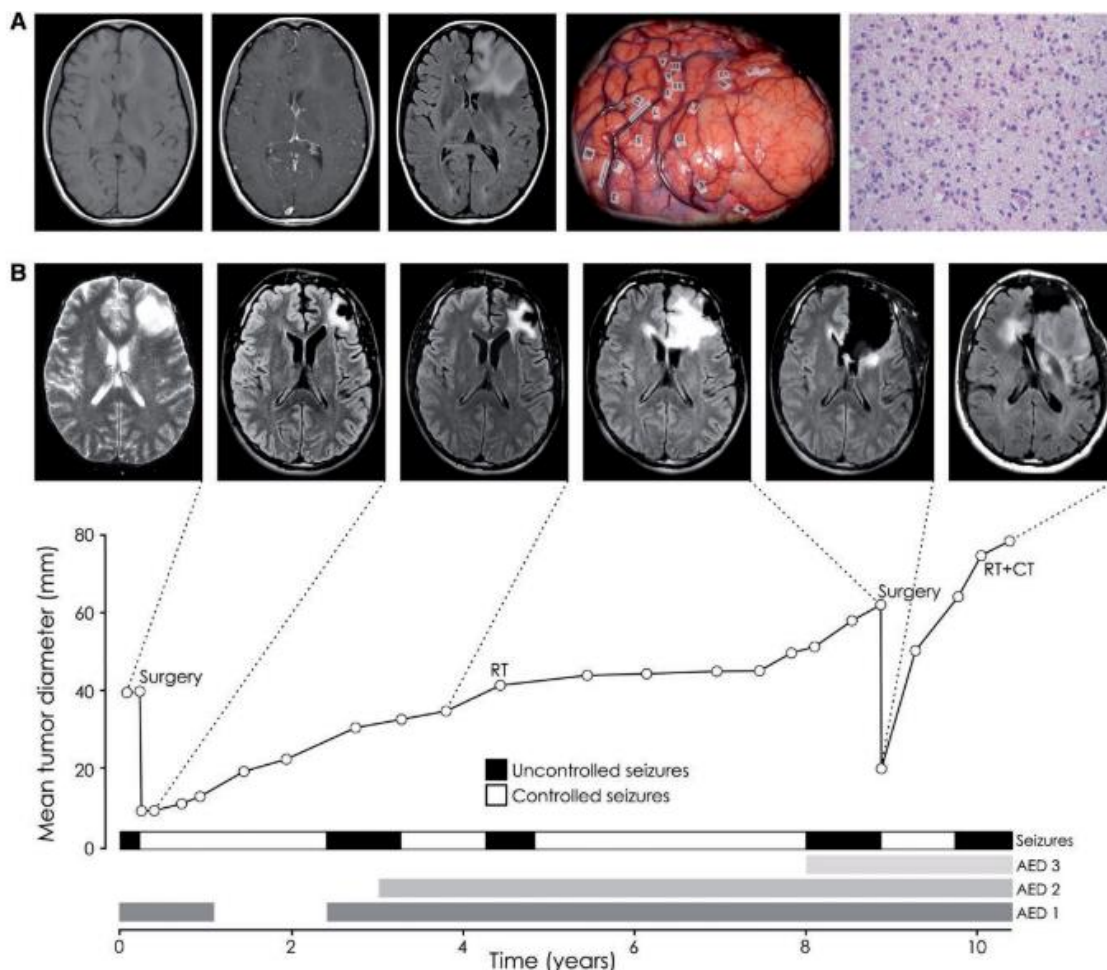 A
B
80
60
40
20
0
Mean tumor diameter (mm)
Surgery
RT
Surgery
RT+CT
Uncontrolled seizures
Controlled seizures
Seizures
AED 3
AED 2
AED 1
0 2 4 6 8 10
Time (years)